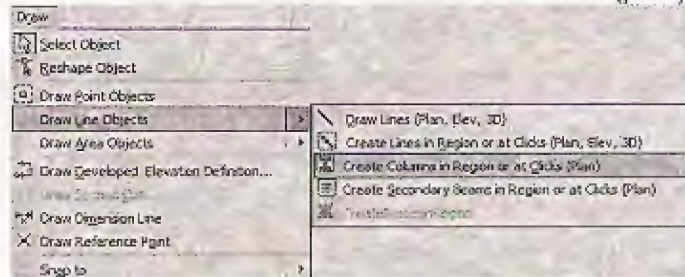 Draw
Select Object
Reshape Object
Draw Point Objects
Draw Line Objects
Draw Area Objects
Draw Developed Elevation Definition...
Draw Dimension Line
Draw Reference Point
Snap to
Draw Lines (Plan, Elev, 3D)
Create Lines in Region or at Clicks (Plan, Elev, 3D)
Create Columns in Region or at Clicks (Plan)
Create Secondary Beams in Region or at Clicks (Plan)